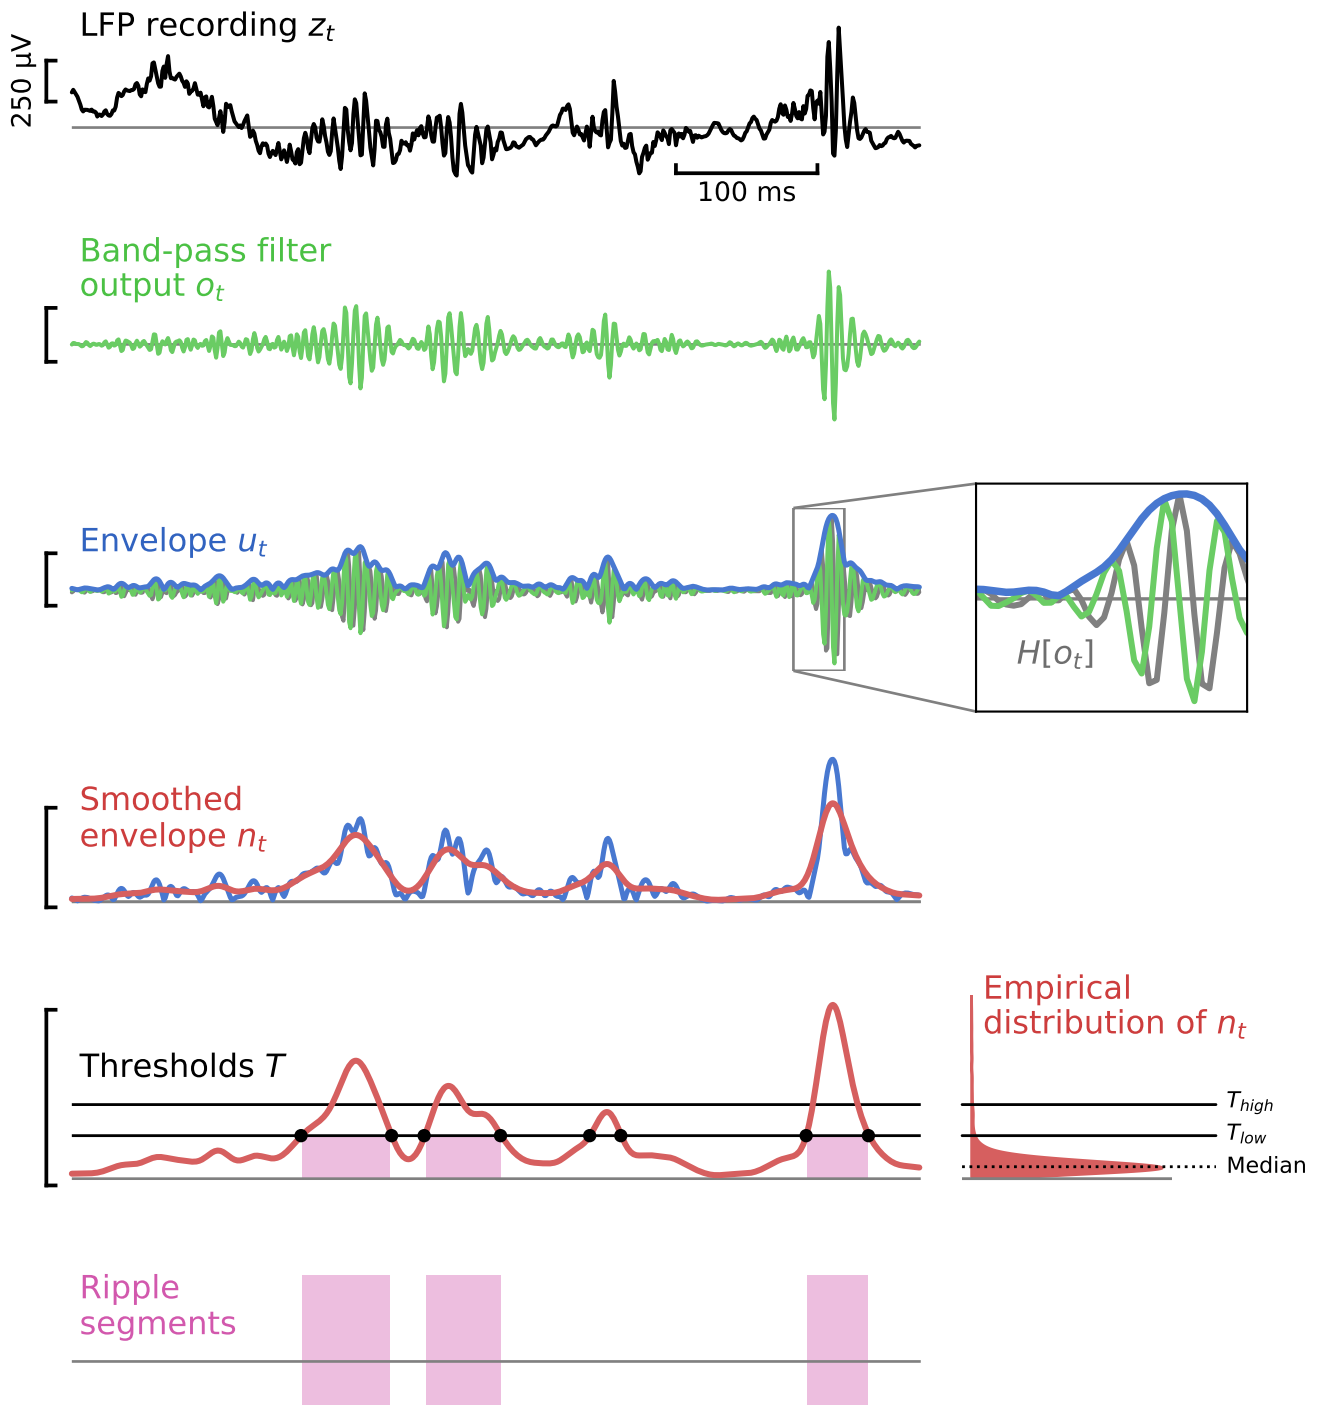 LFP recording z_t
250 µV
100 ms
Band-pass filter
output o_t
Envelope u_t
H[o_t]
Smoothed
envelope n_t
Empirical
distribution of n_t
Thresholds T
T_high
T_low
Median
Ripple
segments